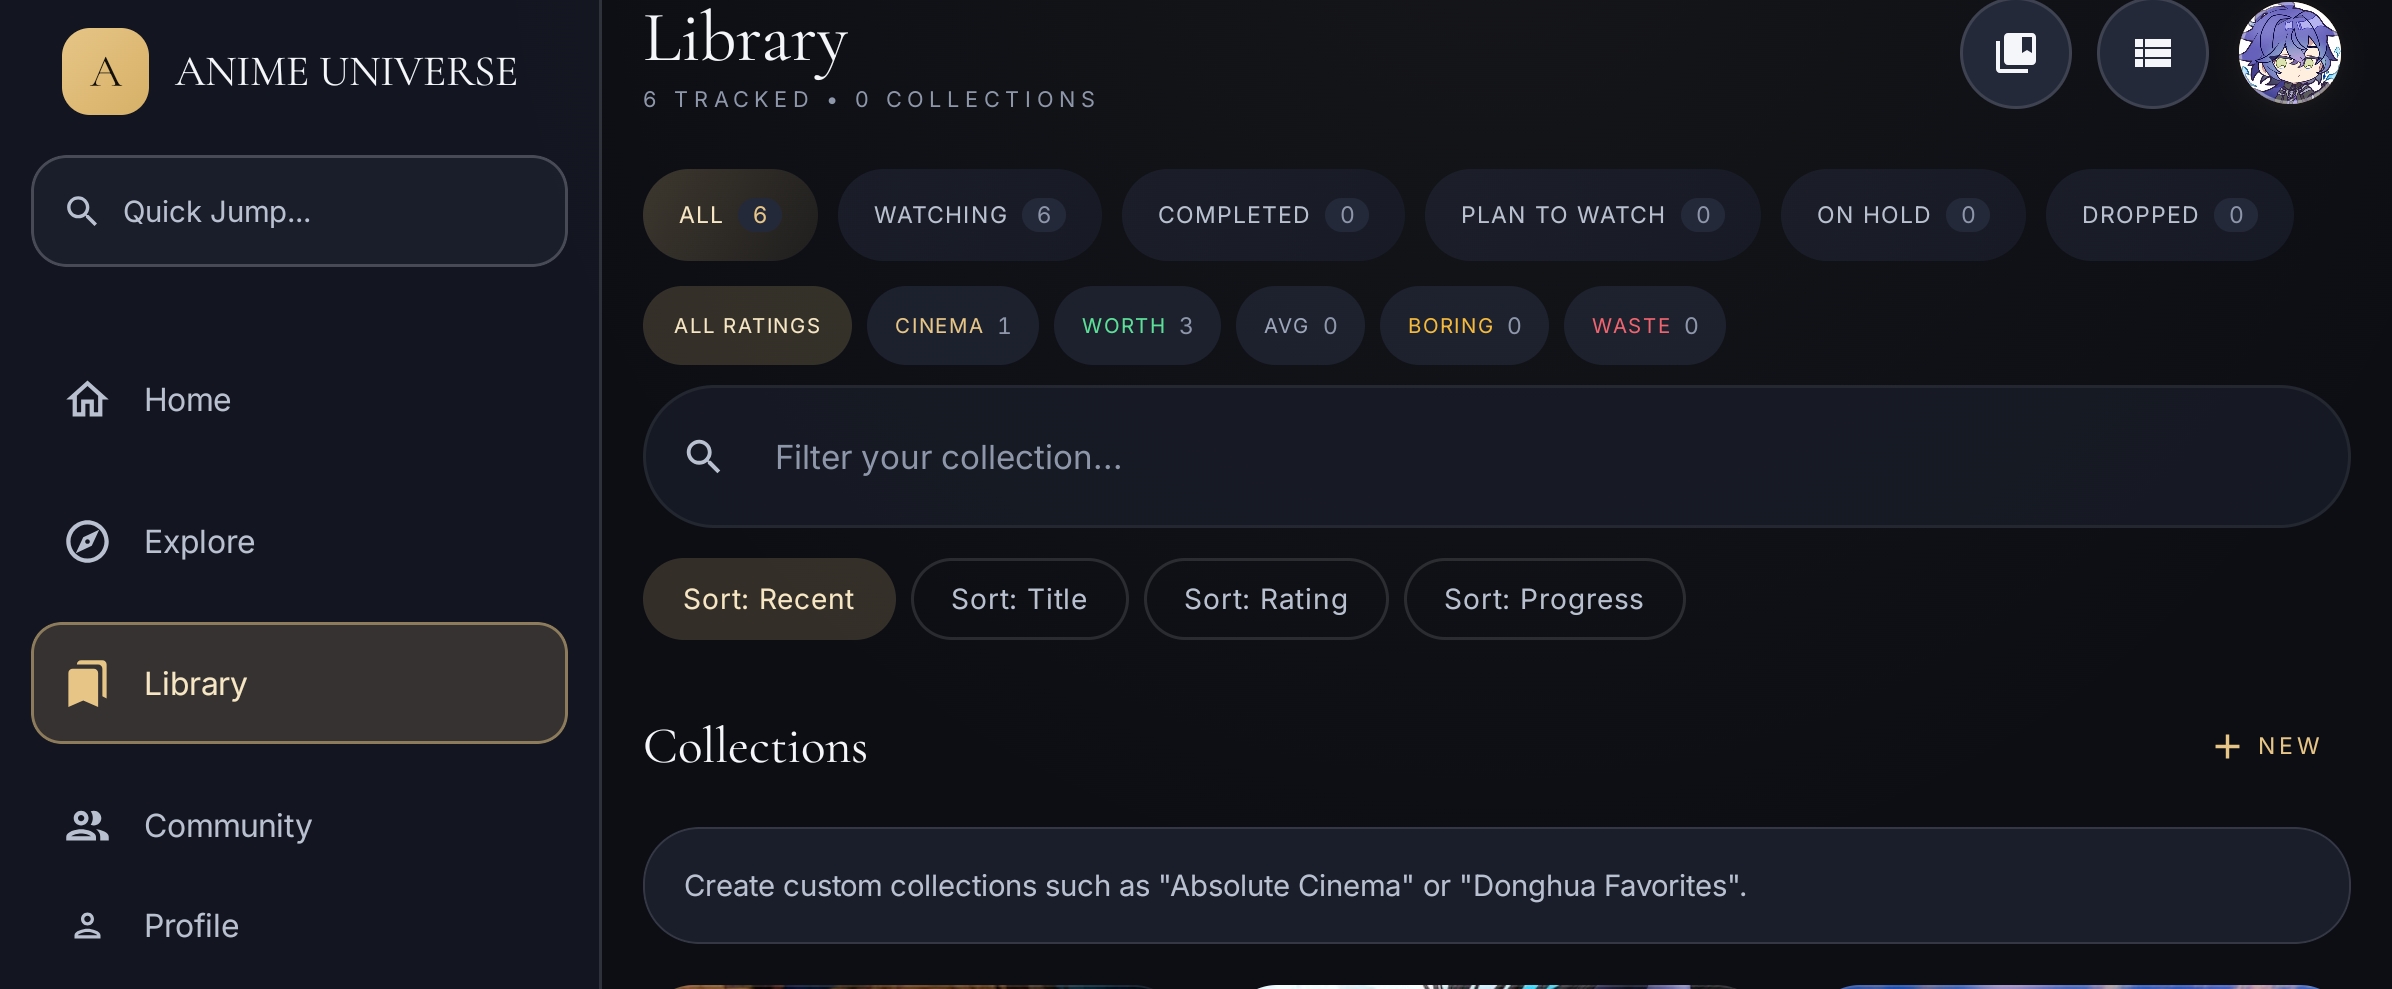 A
ANIME UNIVERSE
Quick Jump...
Home
Explore
Library
Community
Profile
Library
6 TRACKED • 0 COLLECTIONS
ALL 6
WATCHING 6
COMPLETED 0
PLAN TO WATCH 0
ON HOLD 0
DROPPED 0
ALL RATINGS
CINEMA 1
WORTH 3
AVG 0
BORING 0
WASTE 0
Filter your collection...
Sort: Recent
Sort: Title
Sort: Rating
Sort: Progress
Collections
+ NEW
Create custom collections such as "Absolute Cinema" or "Donghua Favorites".